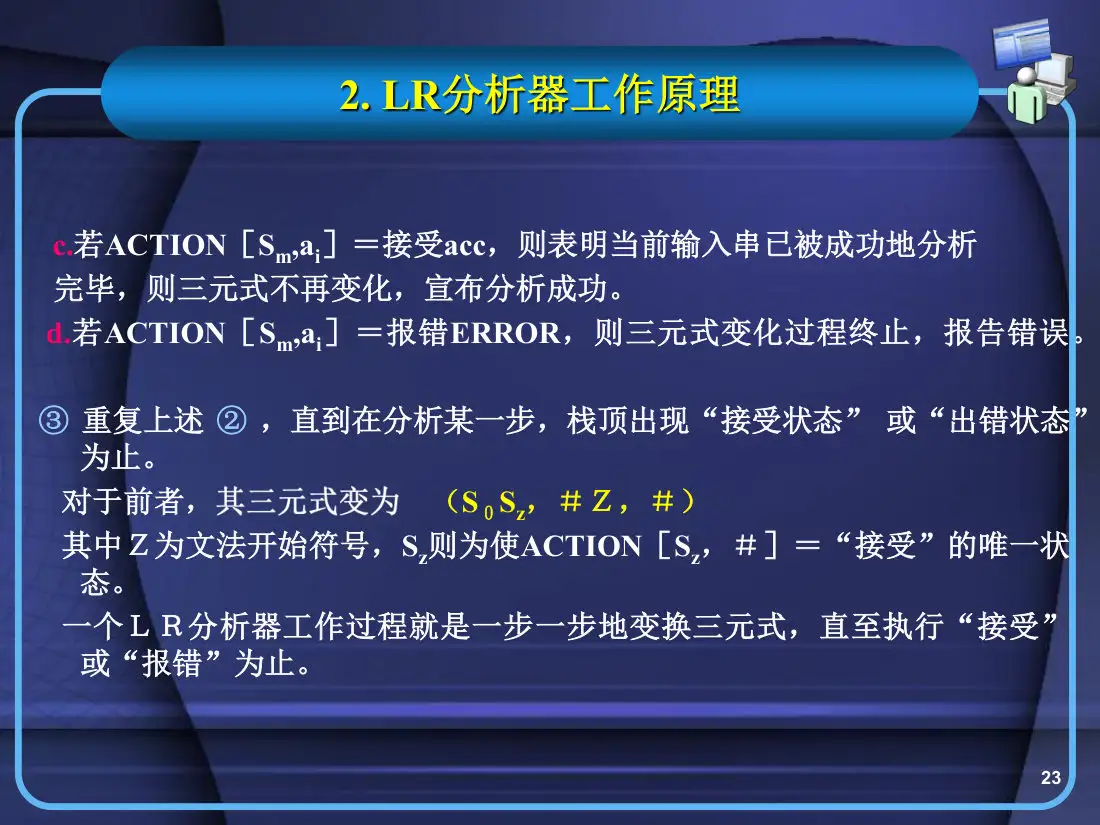 2. LR分析器工作原理
c.若ACTION［Sm,ai］＝接受acc，则表明当前输入串已被成功地分析
完毕，则三元式不再变化，宣布分析成功。
d.若ACTION［Sm,ai］＝报错ERROR，则三元式变化过程终止，报告错误。
③ 重复上述 ② ，直到在分析某一步，栈顶出现“接受状态” 或“出错状态”
为止。
对于前者，其三元式变为 （S0 Sz，＃Ｚ，＃）
其中Ｚ为文法开始符号，Sz则为使ACTION［Sz，＃］＝“接受”的唯一状
态。
一个ＬＲ分析器工作过程就是一步一步地变换三元式，直至执行“接受”
或“报错”为止。
23